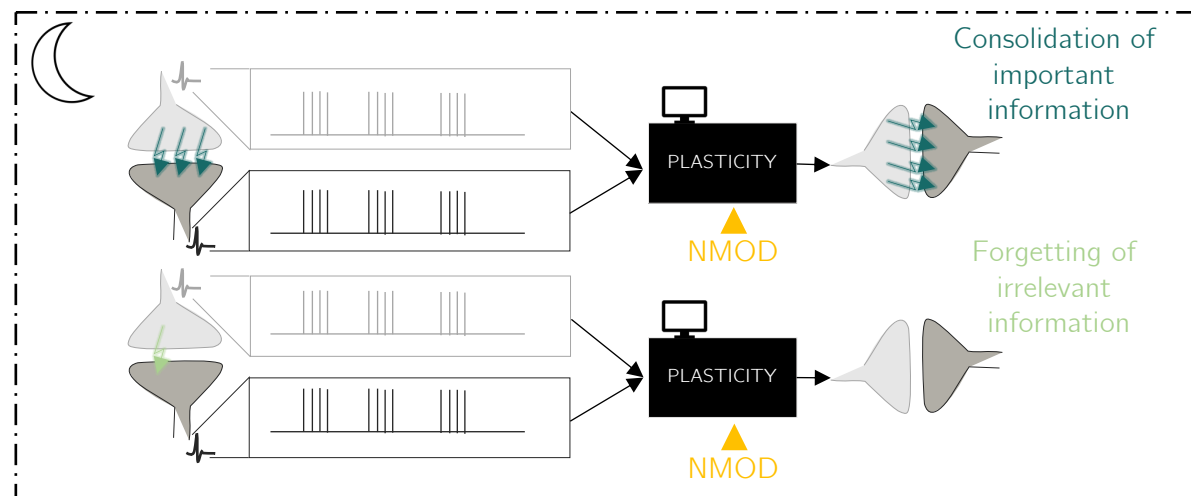 Consolidation of
important
information
PLASTICITY
NMOD
Forgetting of
irrelevant
information
PLASTICITY
NMOD